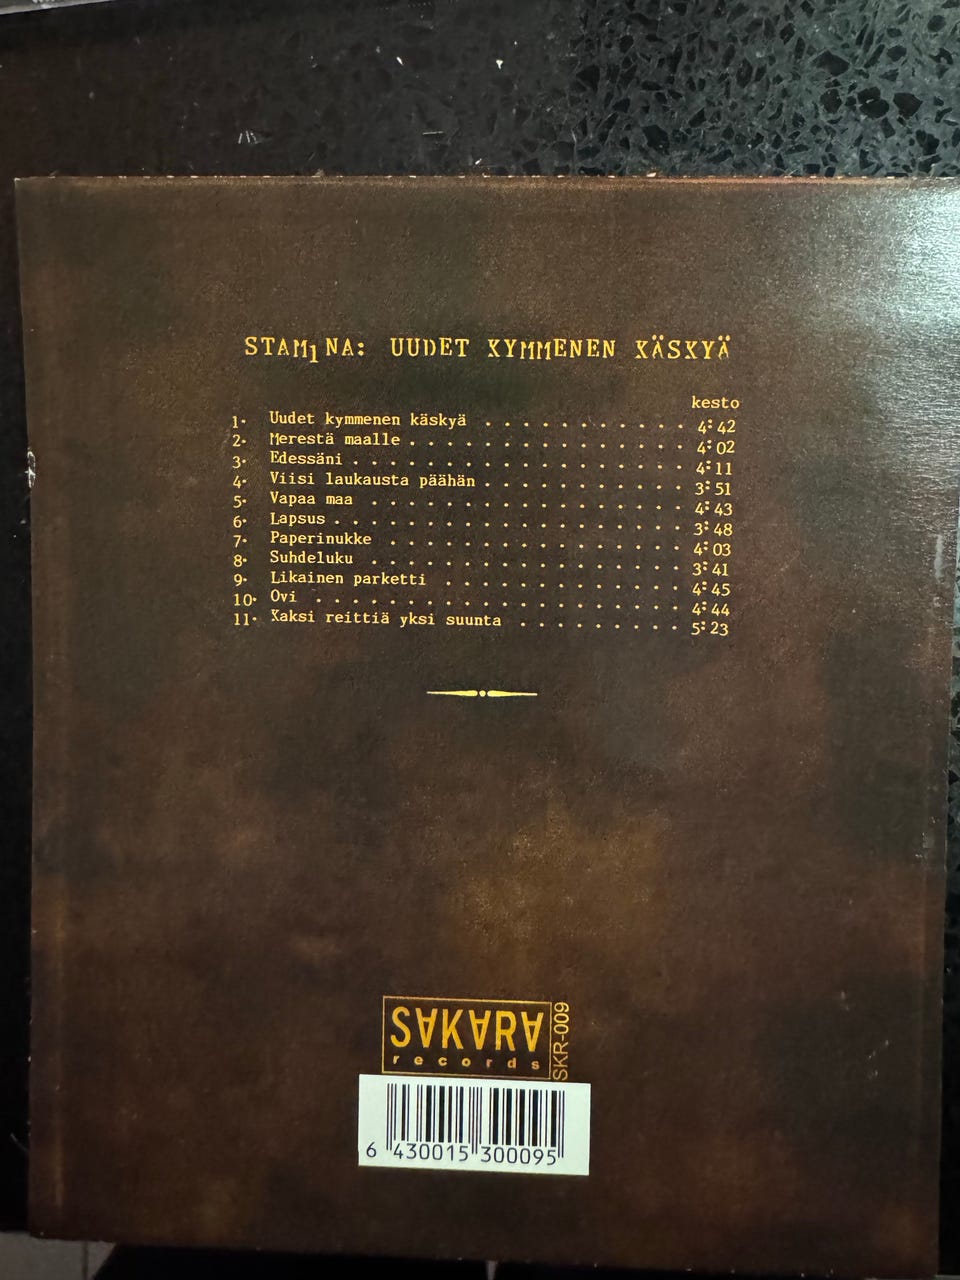 STAM1NA: UUDET KYMMENEN KÄSKYÄ
kesto
1. Uudet kymmenen käskyä . . . . . . . . . . . 4:42
2. Merestä maalle . . . . . . . . . . . . . . . 4:02
3. Edessäni . . . . . . . . . . . . . . . . . . 4:11
4. Viisi laukausta päähän . . . . . . . . . . . 3:51
5. Vapaa maa . . . . . . . . . . . . . . . . . 4:43
6. Lapsus . . . . . . . . . . . . . . . . . . . 3:48
7. Paperinukke . . . . . . . . . . . . . . . . 4:03
8. Suhdeluku . . . . . . . . . . . . . . . . . 3:41
9. Likainen parketti . . . . . . . . . . . . . 4:45
10. Ovi . . . . . . . . . . . . . . . . . . . . 4:44
11. Kaksi reittiä yksi suunta . . . . . . . . . 5:23
SAKARA
records
SKR-009
6 430015 300095